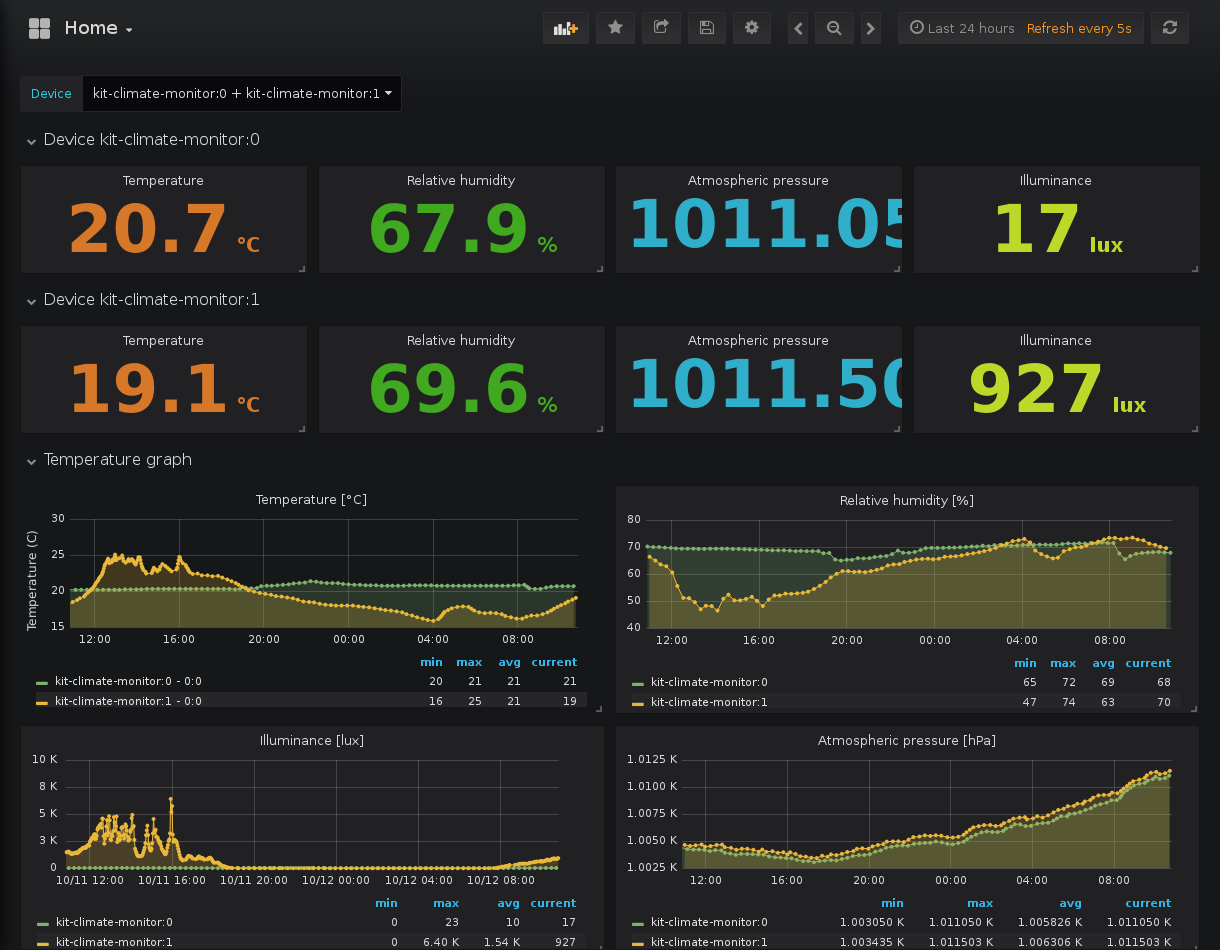 Home
Last 24 hours Refresh every 5s
Device kit-climate-monitor:0 + kit-climate-monitor:1
Device kit-climate-monitor:0
Temperature
20.7 °C
Relative humidity
67.9 %
Atmospheric pressure
1011.05
Illuminance
17 lux
Device kit-climate-monitor:1
Temperature
19.1 °C
Relative humidity
69.6 %
Atmospheric pressure
1011.50
Illuminance
927 lux
Temperature graph
Temperature [°C]
Temperature (C)
30
25
20
15
12:00 16:00 20:00 00:00 04:00 08:00
min max avg current
kit-climate-monitor:0 - 0:0 20 21 21 21
kit-climate-monitor:1 - 0:0 16 25 21 19
Relative humidity [%]
80
70
60
50
40
12:00 16:00 20:00 00:00 04:00 08:00
min max avg current
kit-climate-monitor:0 65 72 69 68
kit-climate-monitor:1 47 74 63 70
Illuminance [lux]
10 K
8 K
5 K
3 K
0
10/11 12:00 10/11 16:00 10/11 20:00 10/12 00:00 10/12 04:00 10/12 08:00
min max avg current
kit-climate-monitor:0 0 23 10 17
kit-climate-monitor:1 0 6.40 K 1.54 K 927
Atmospheric pressure [hPa]
1.0125 K
1.0100 K
1.0075 K
1.0050 K
1.0025 K
12:00 16:00 20:00 00:00 04:00 08:00
min max avg current
kit-climate-monitor:0 1.003050 K 1.011050 K 1.005826 K 1.011050 K
kit-climate-monitor:1 1.003435 K 1.011503 K 1.006306 K 1.011503 K